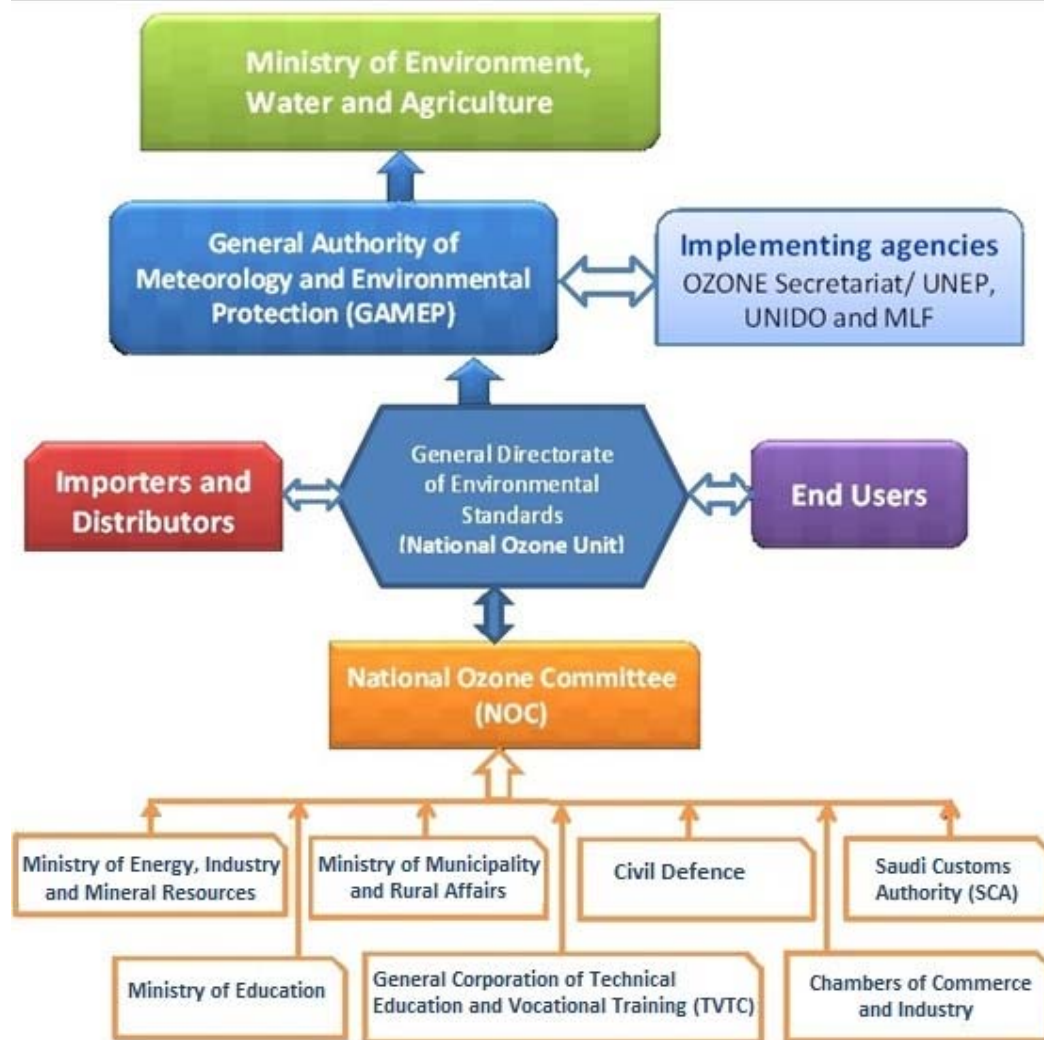 Ministry of Environment,
Water and Agriculture
General Authority of
Meteorology and Environmental
Protection (GAMEP)
Implementing agencies
OZONE Secretariat/ UNEP,
UNIDO and MLF
Importers and
Distributors
General Directorate
of Environmental
Standards
(National Ozone Unit)
End Users
National Ozone Committee
(NOC)
Ministry of Energy, Industry
and Mineral Resources
Ministry of Municipality
and Rural Affairs
Civil Defence
Saudi Customs
Authority (SCA)
Ministry of Education
General Corporation of Technical
Education and Vocational Training (TVTC)
Chambers of Commerce
and Industry